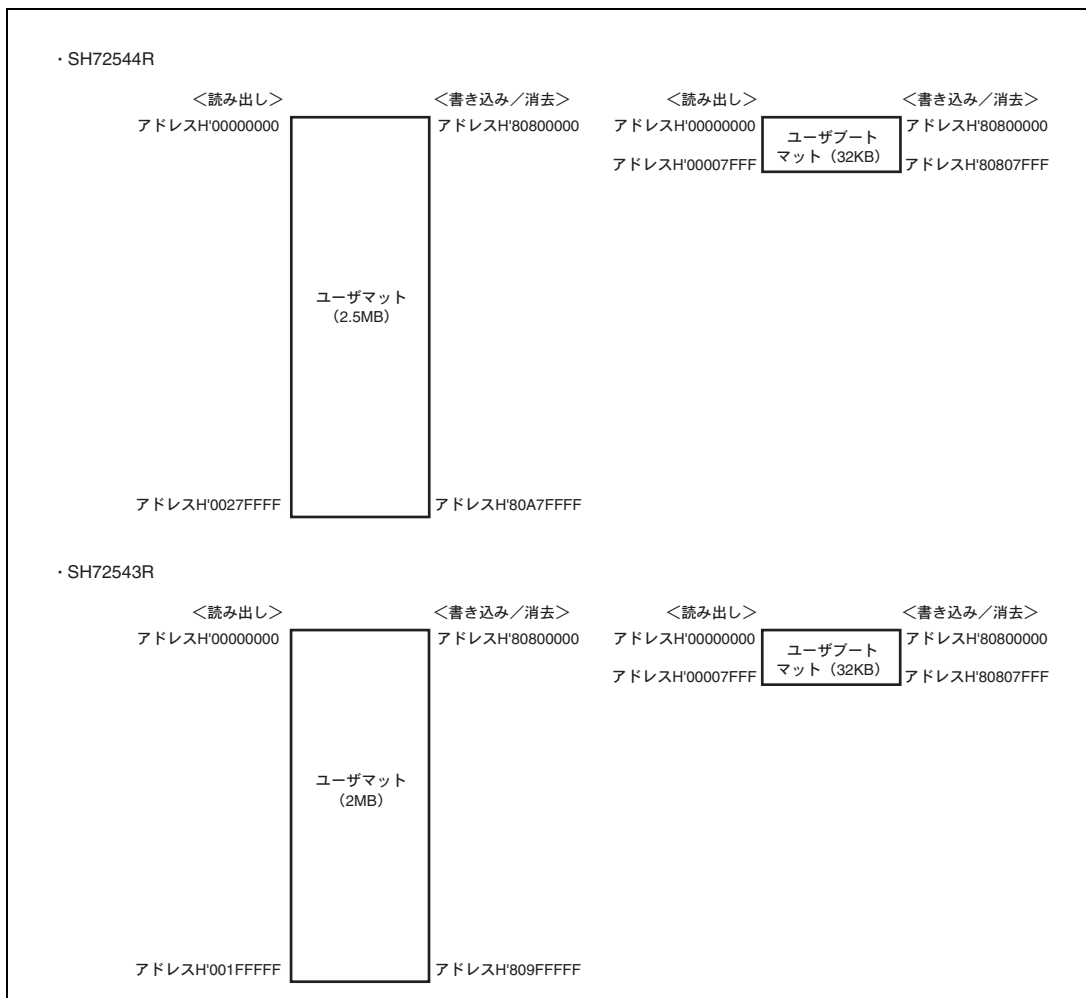 ・SH72544R
＜読み出し＞ ＜書き込み／消去＞ ＜読み出し＞ ＜書き込み／消去＞
アドレスH'00000000 アドレスH'80800000 アドレスH'00000000 ユーザブート アドレスH'80800000
アドレスH'00007FFF マット（32KB） アドレスH'80807FFF
ユーザマット
（2.5MB）
アドレスH'0027FFFF アドレスH'80A7FFFF
・SH72543R
＜読み出し＞ ＜書き込み／消去＞ ＜読み出し＞ ＜書き込み／消去＞
アドレスH'00000000 アドレスH'80800000 アドレスH'00000000 ユーザブート アドレスH'80800000
アドレスH'00007FFF マット（32KB） アドレスH'80807FFF
ユーザマット
（2MB）
アドレスH'001FFFFF アドレスH'809FFFFF